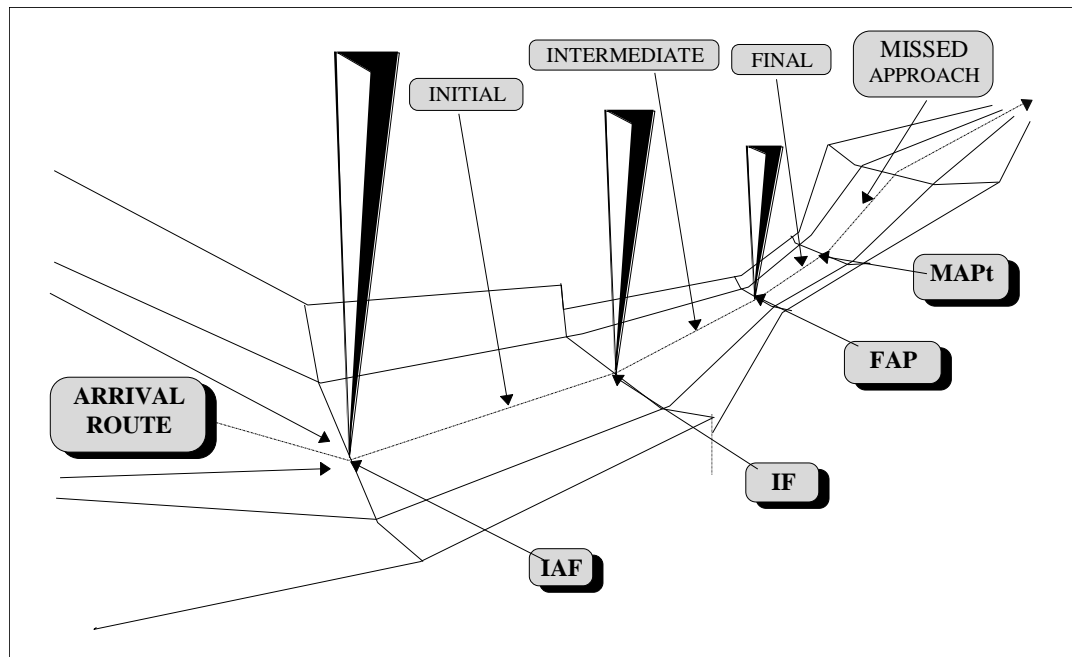 MISSED
APPROACH
INTERMEDIATE
FINAL
INITIAL
MAPt
FAP
ARRIVAL
ROUTE
IF
IAF